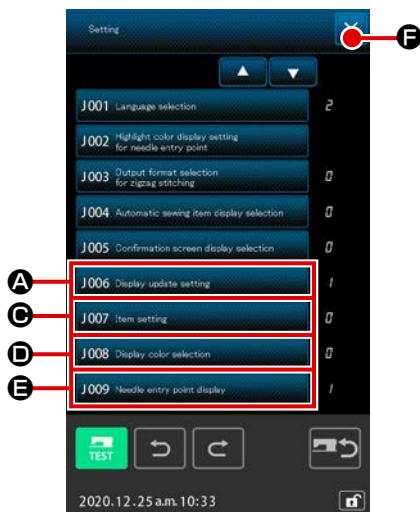 Setting
F
J001 Language selection 2
J002 Highlight color display setting
for needle entry point
J003 Output format selection
for zigzag stitching 0
J004 Automatic sewing item display selection 0
J005 Confirmation screen display selection 0
A J006 Display update setting 1
C J007 Item setting 0
D J008 Display color selection 0
E J009 Needle entry point display 1
TEST
2020.12.25 a.m. 10:33